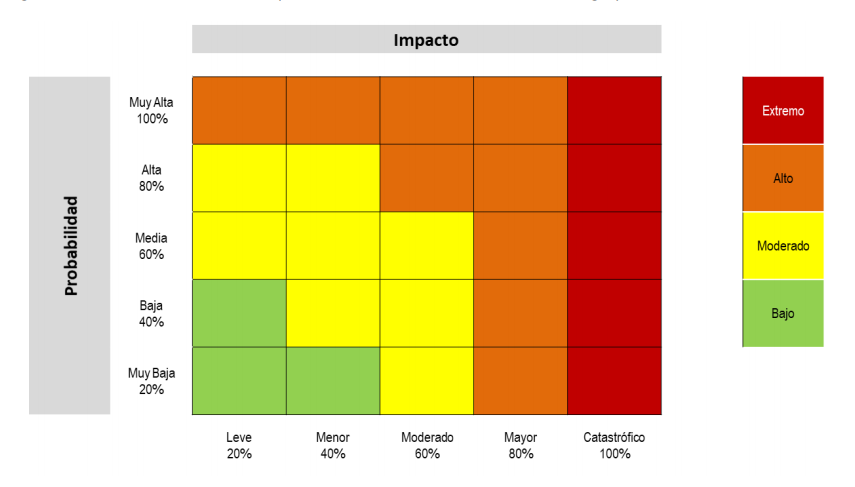 Impacto
Probabilidad
Muy Alta
100%
Alta
80%
Media
60%
Baja
40%
Muy Baja
20%
Leve
20%
Menor
40%
Moderado
60%
Mayor
80%
Catastrófico
100%
Extremo
Alto
Moderado
Bajo